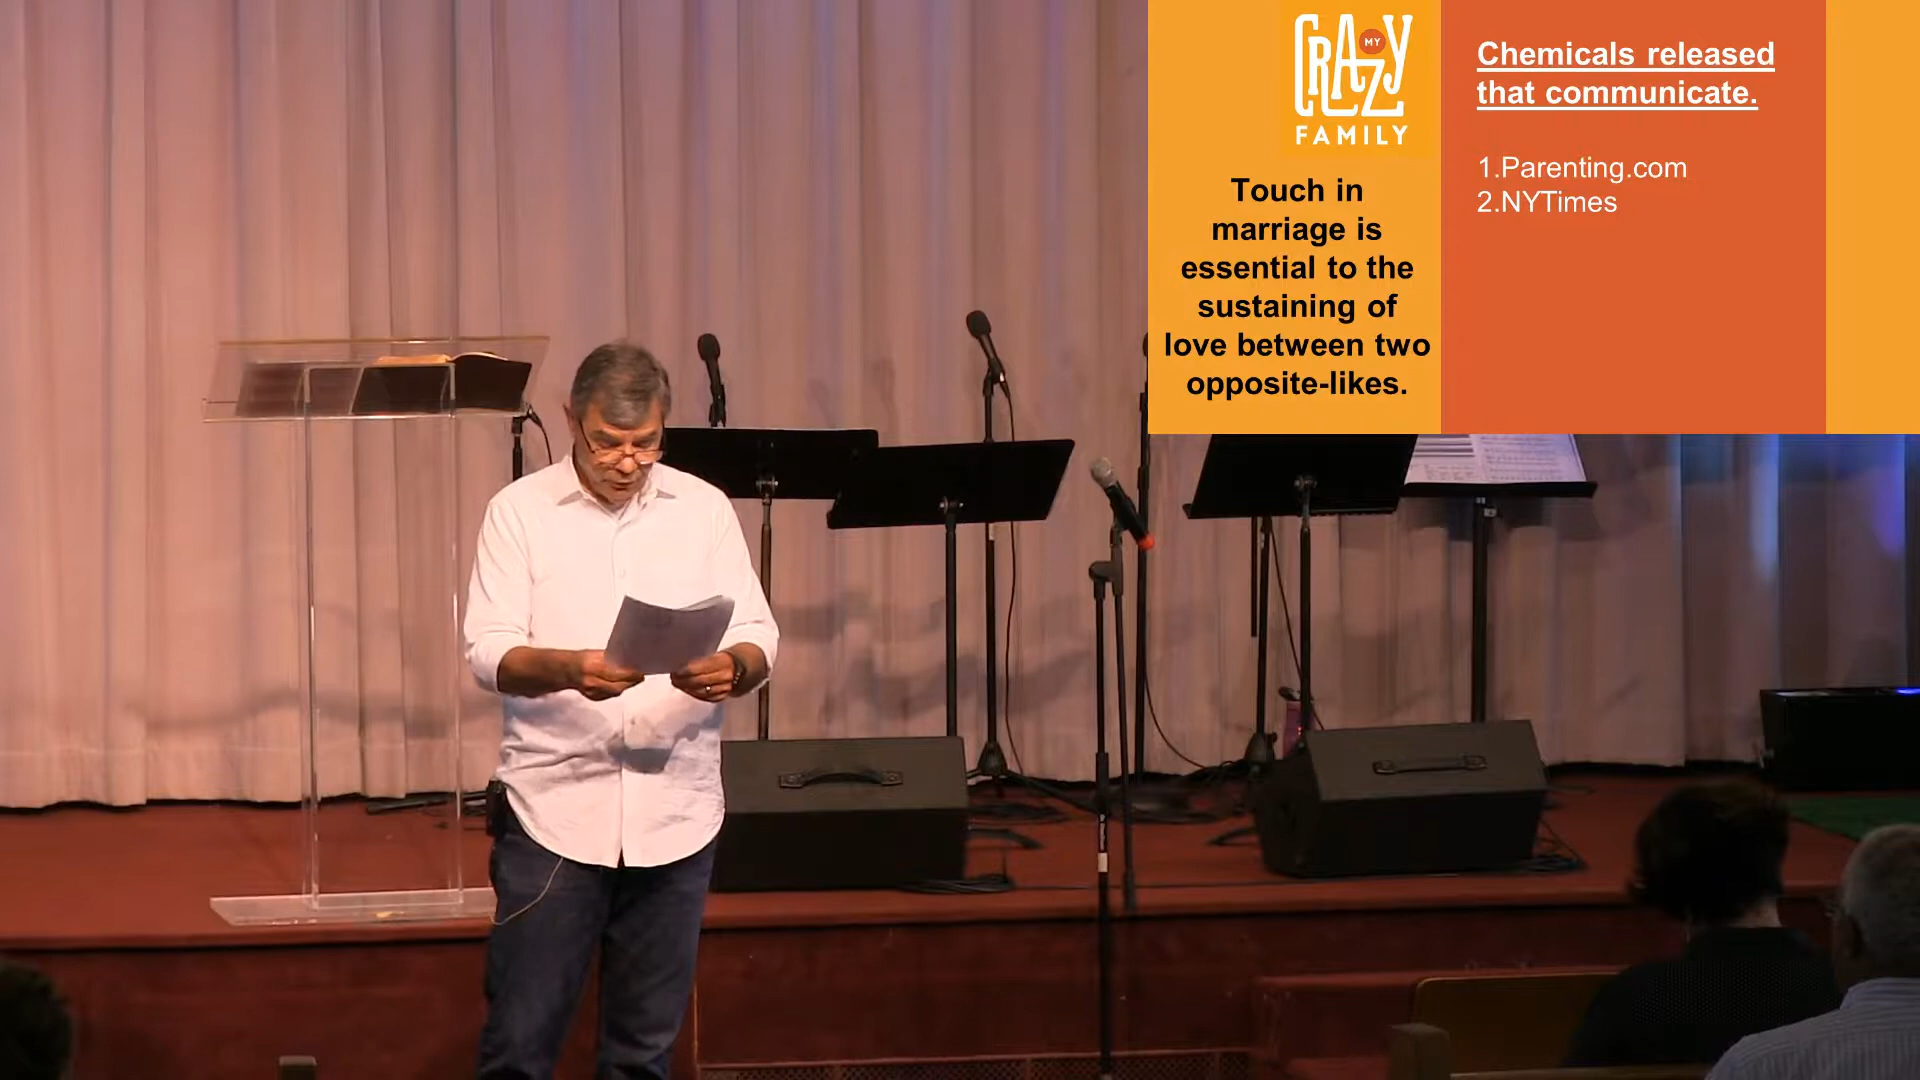 CRAZY
MY
FAMILY
Touch in
marriage is
essential to the
sustaining of
love between two
opposite-likes.
Chemicals released
that communicate.
1.Parenting.com
2.NYTimes